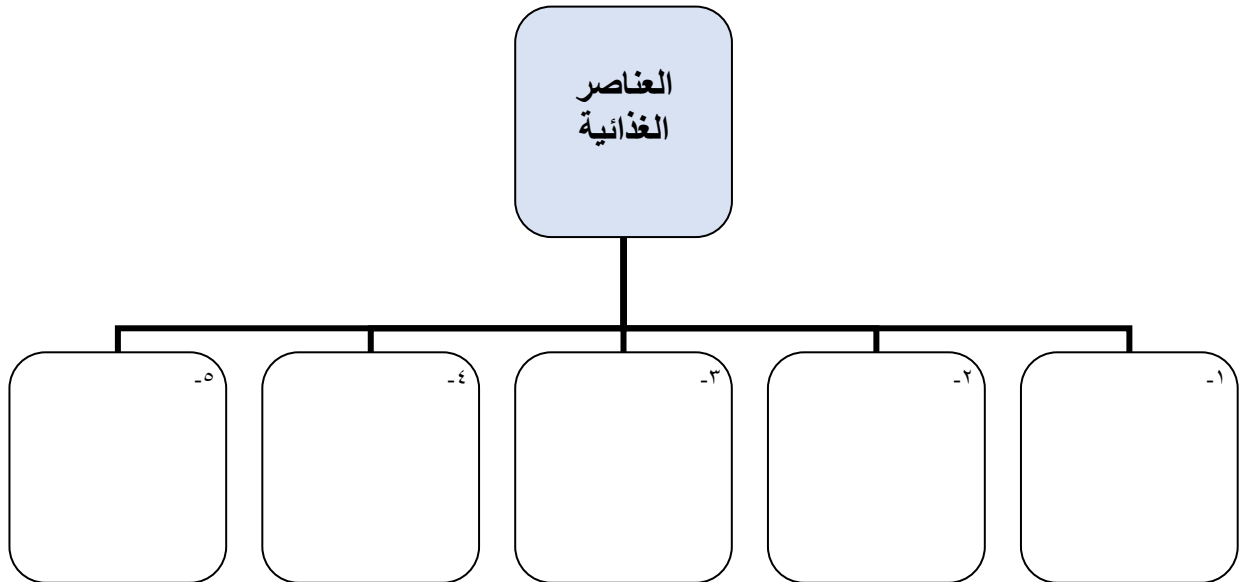 العناصر
الغذائية
١-
٢-
٣-
٤-
٥-